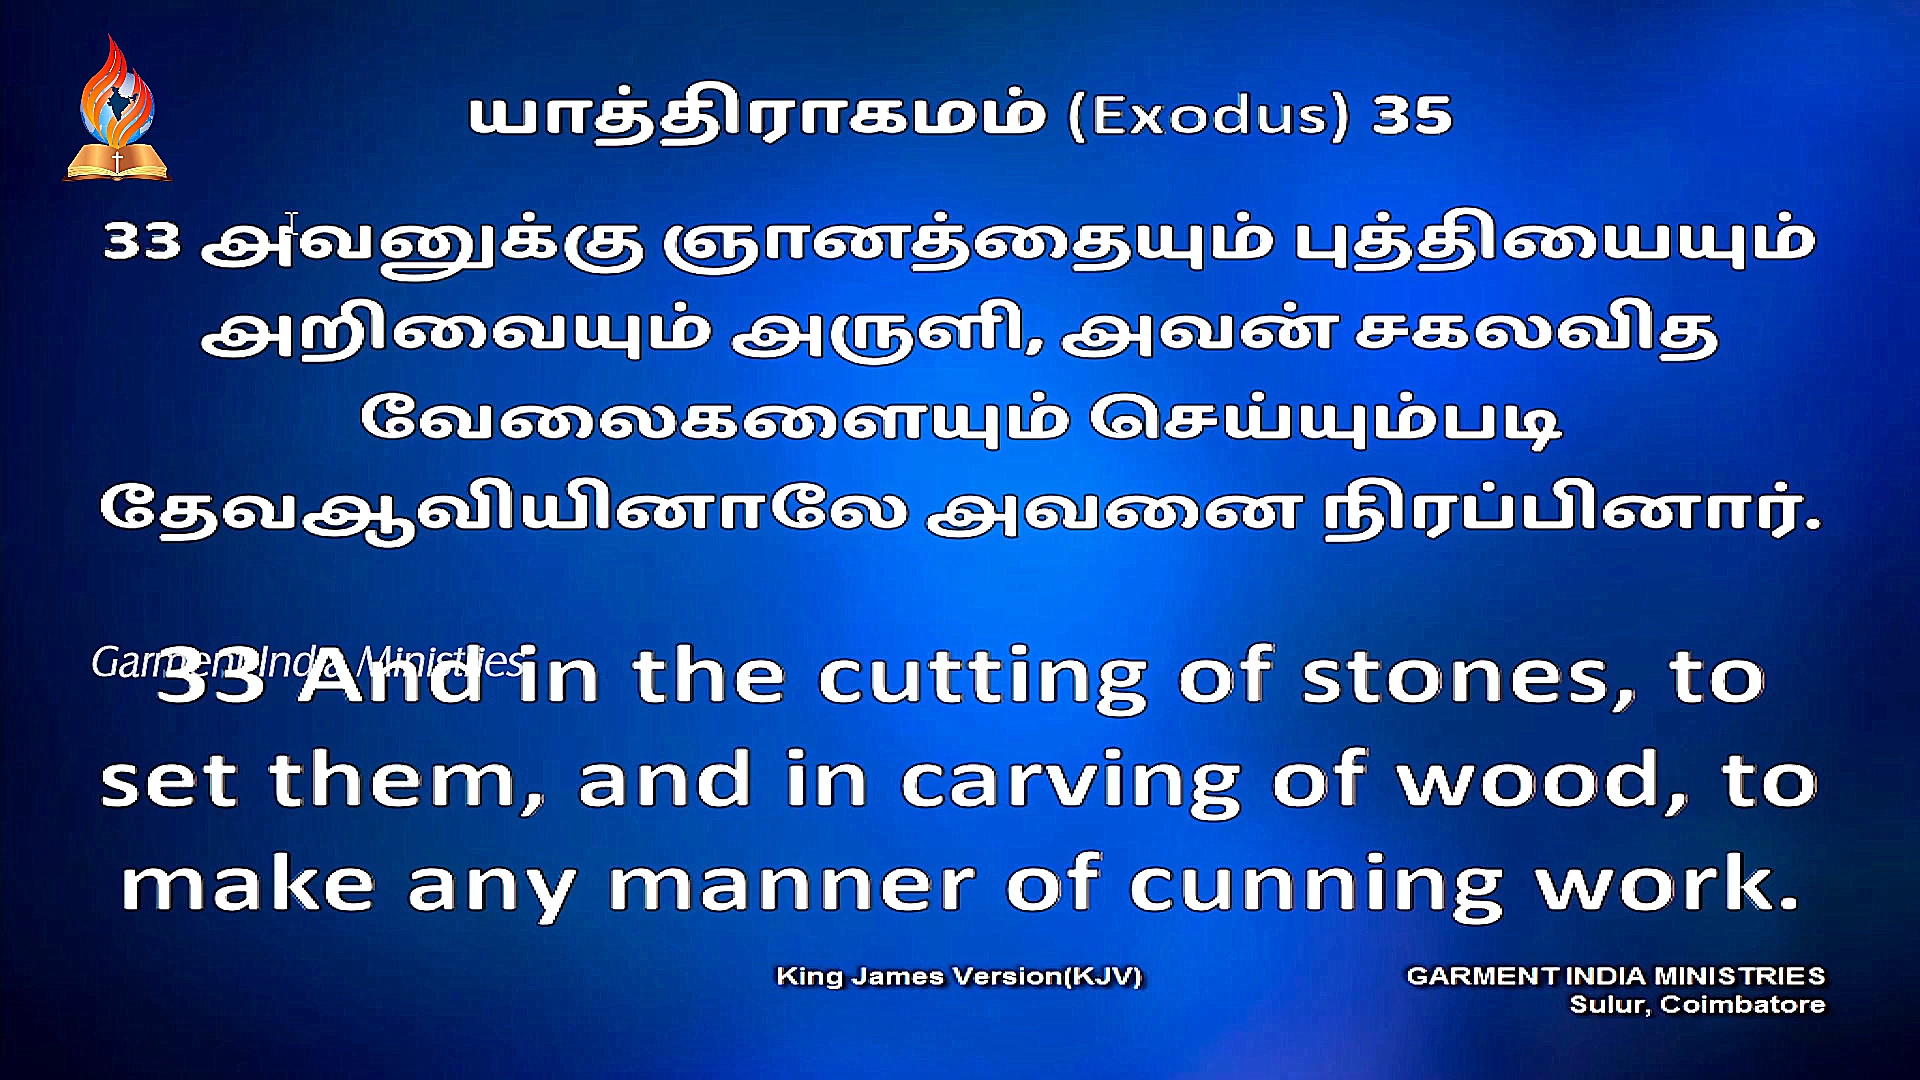 யாத்திராகமம் (Exodus) 35
33 அவனுக்கு ஞானத்தையும் புத்தியையும்
அறிவையும் அருளி, அவன் சகலவித
வேலைகளையும் செய்யும்படி
தேவஆவியினாலே அவனை நிரப்பினார்.
Garment India Ministries
33 And in the cutting of stones, to
set them, and in carving of wood, to
make any manner of cunning work.
King James Version(KJV)
GARMENT INDIA MINISTRIES
Sulur, Coimbatore